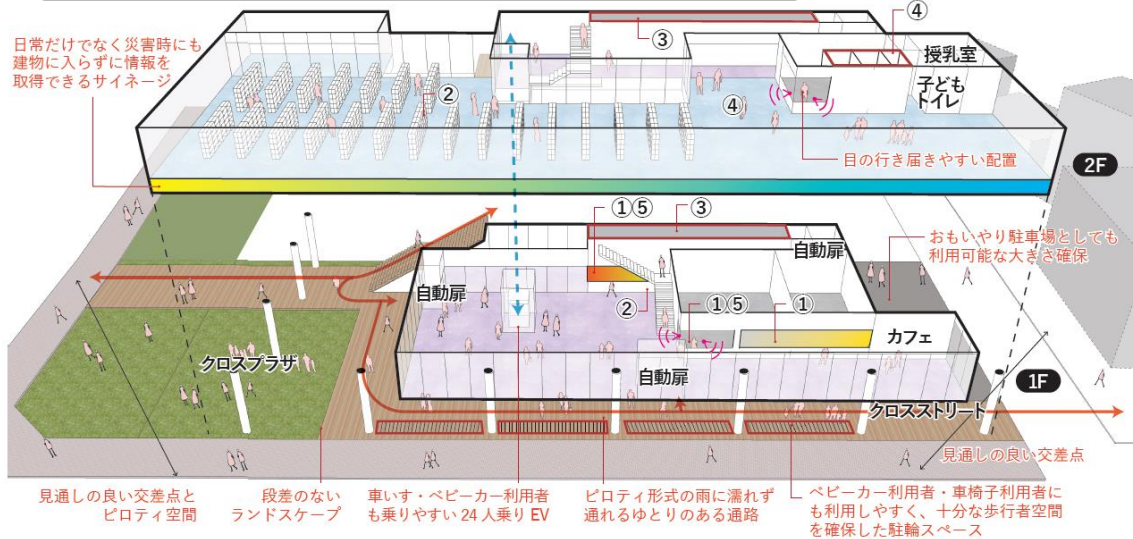 ④
③
日常だけでなく災害時にも
建物に入らずに情報を
取得できるサイネージ
授乳室
子ども
トイレ
②
④
目の行き届きやすい配置
2F
①⑤
③
自動扉
おもいやり駐車場としても
利用可能な大きさ確保
自動扉
②
①⑤
①
カフェ
クロスプラザ
自動扉
1F
クロスストリート
見通しの良い交差点
見通しの良い交差点と
ピロティ空間
段差のない
ランドスケープ
車いす・ベビーカー利用者
も乗りやすい 24 人乗り EV
ピロティ形式の雨に濡れず
通れるゆとりのある通路
ベビーカー利用者・車椅子利用者に
も利用しやすく、十分な歩行者空間
を確保した駐輪スペース